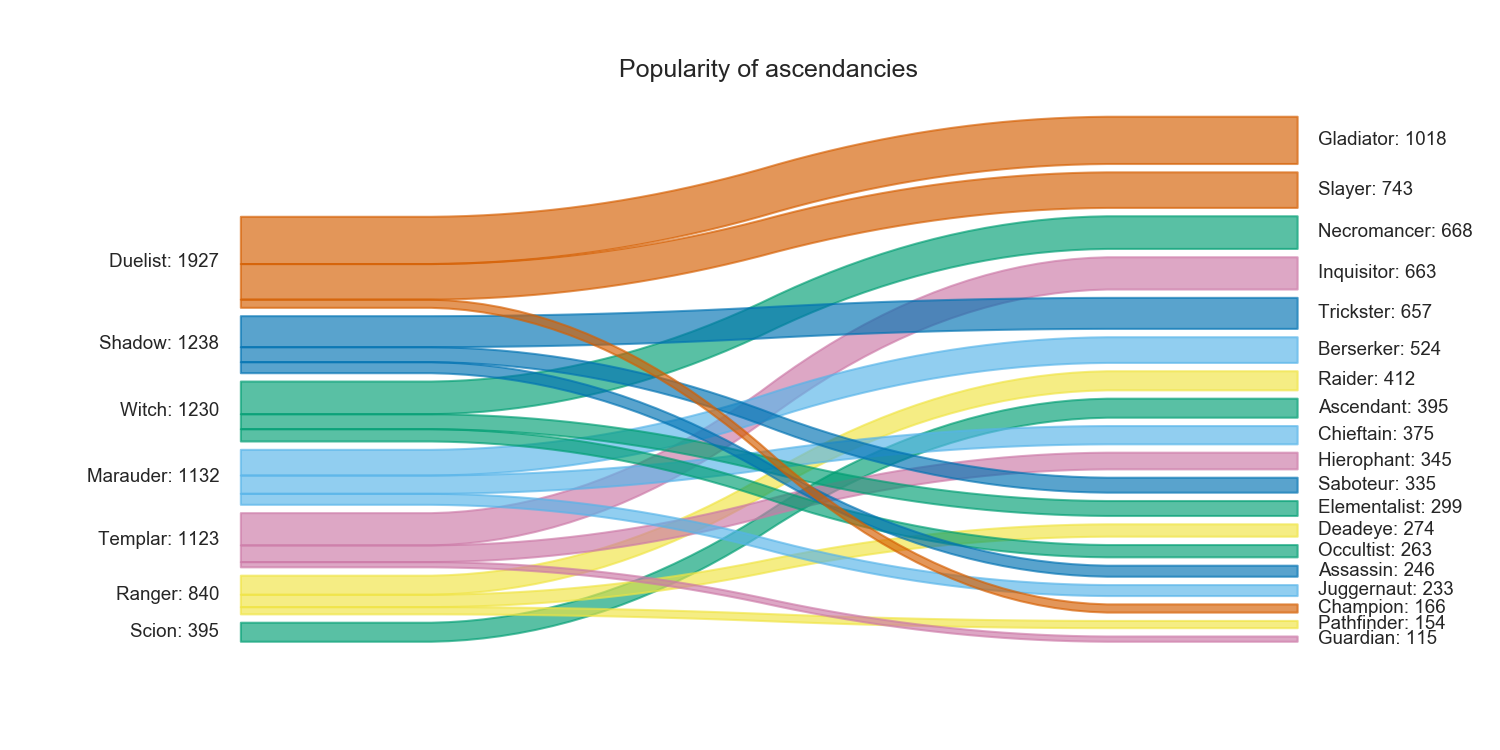 Popularity of ascendancies
Duelist: 1927
Shadow: 1238
Witch: 1230
Marauder: 1132
Templar: 1123
Ranger: 840
Scion: 395
Gladiator: 1018
Slayer: 743
Necromancer: 668
Inquisitor: 663
Trickster: 657
Berserker: 524
Raider: 412
Ascendant: 395
Chieftain: 375
Hierophant: 345
Saboteur: 335
Elementalist: 299
Deadeye: 274
Occultist: 263
Assassin: 246
Juggernaut: 233
Champion: 166
Pathfinder: 154
Guardian: 115